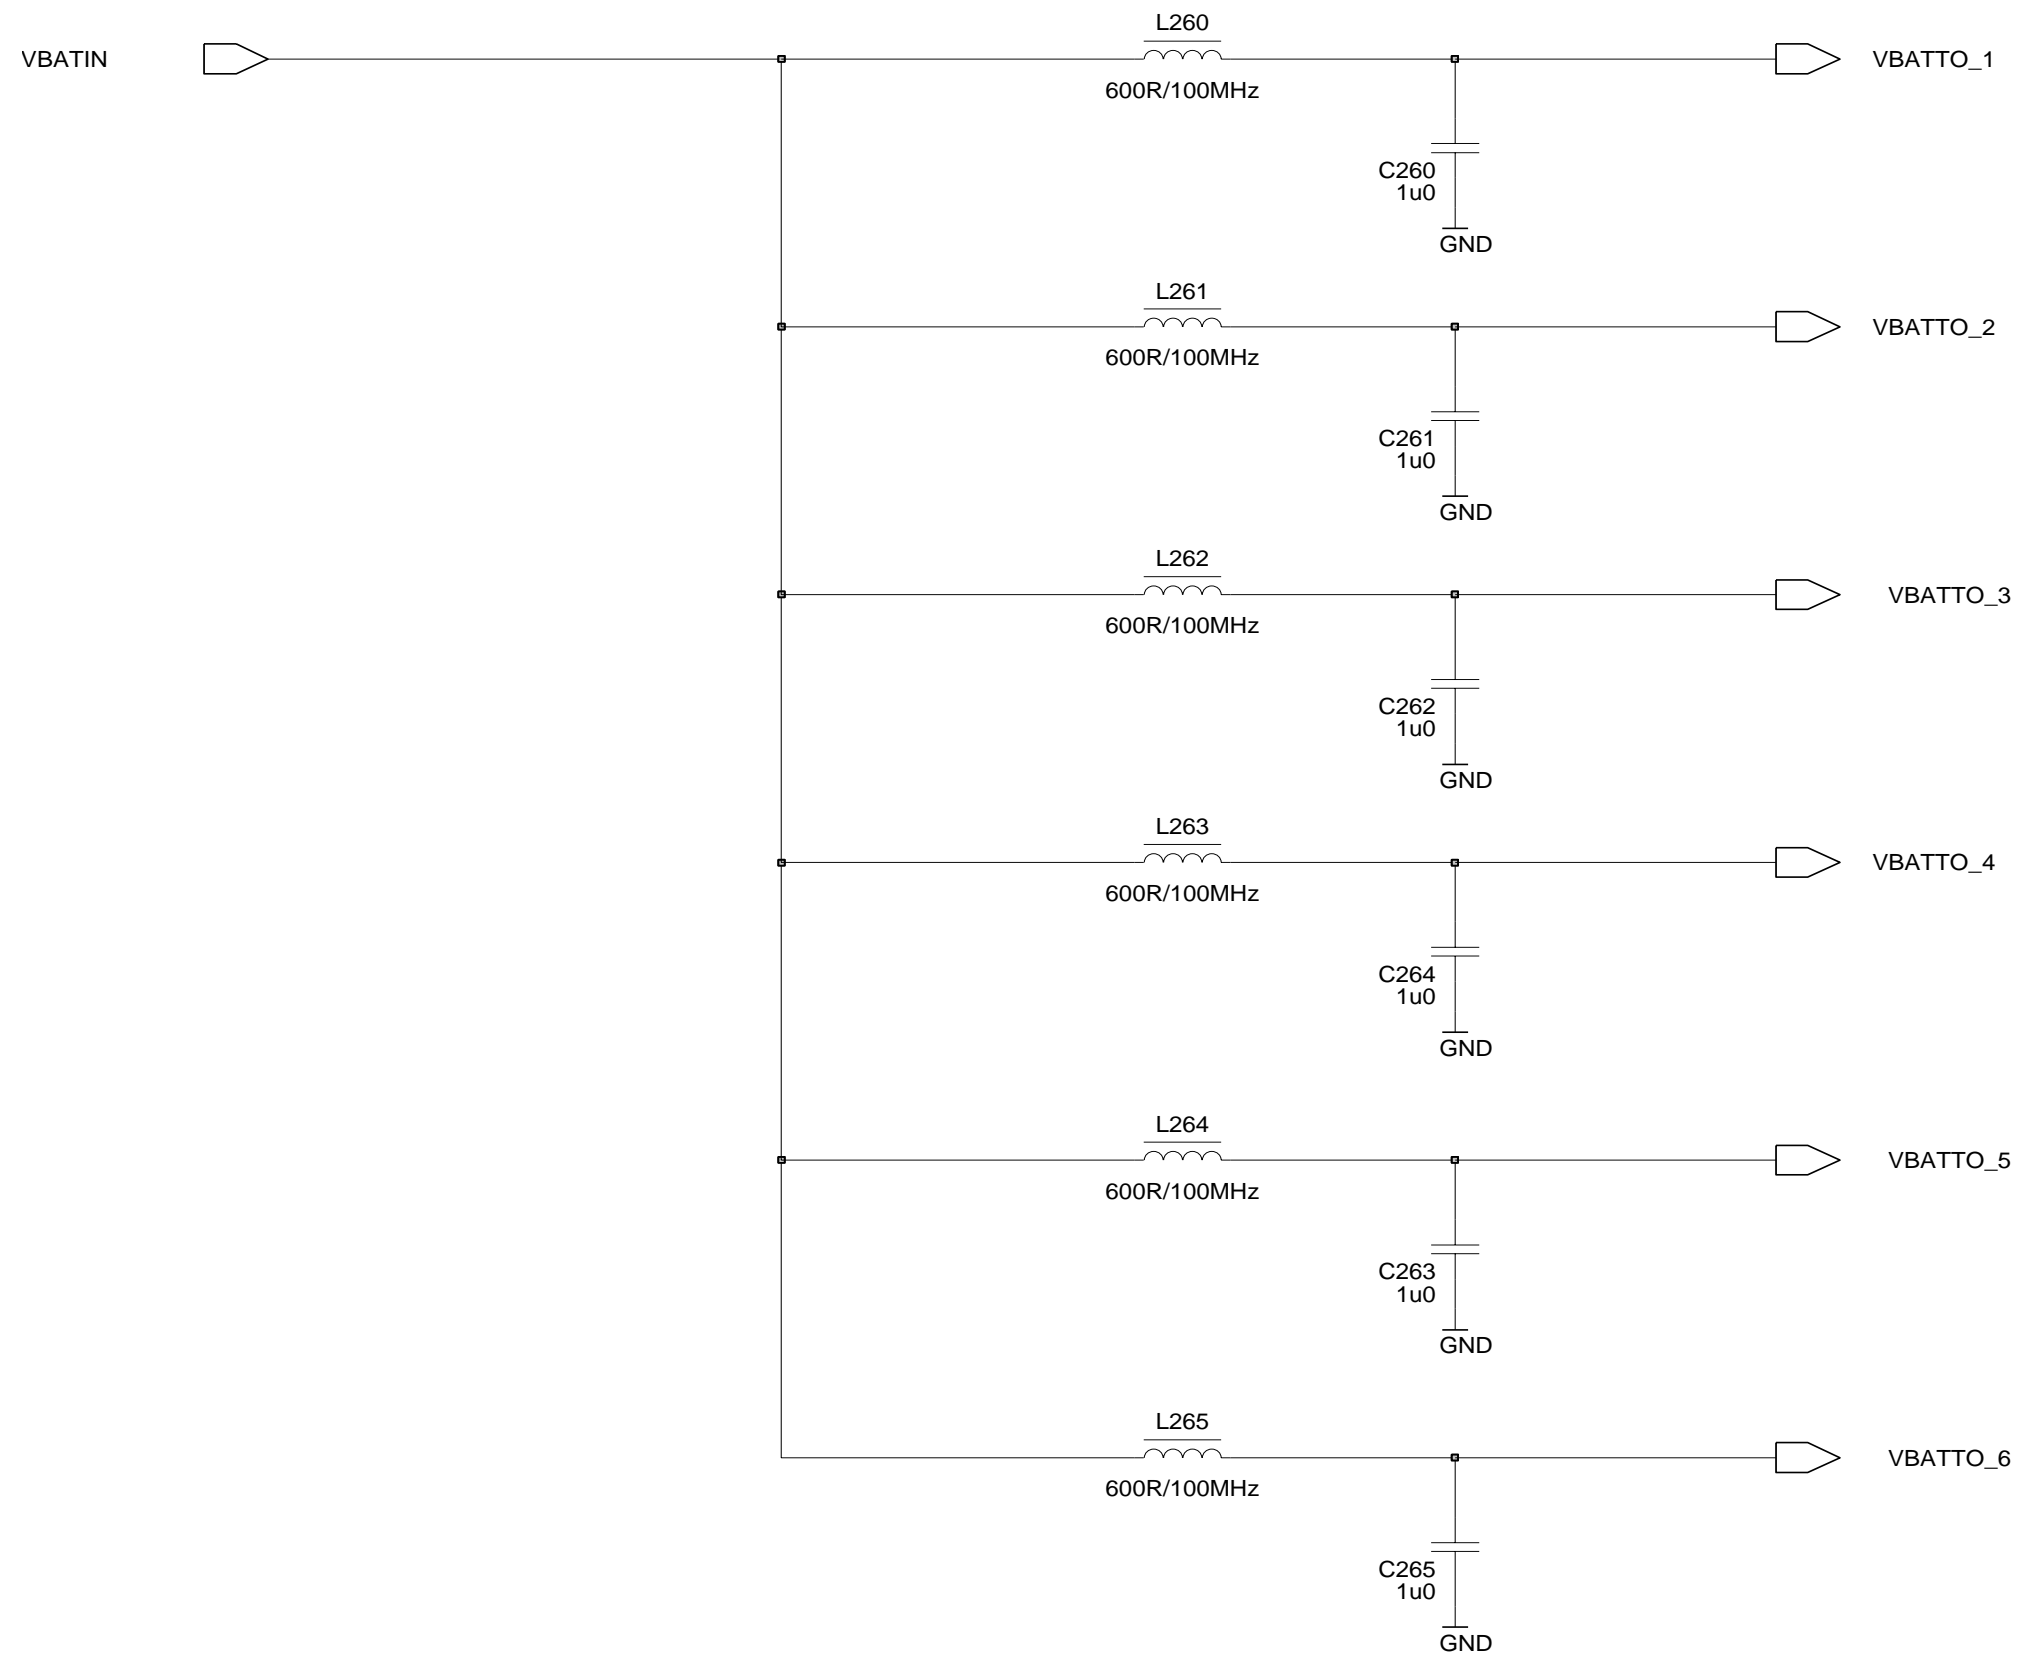 L260
VBATIN
VBATTO_1
600R/100MHz
C260
1u0
GND
L261
VBATTO_2
600R/100MHz
C261
1u0
GND
L262
VBATTO_3
600R/100MHz
C262
1u0
GND
L263
VBATTO_4
600R/100MHz
C264
1u0
GND
L264
VBATTO_5
600R/100MHz
C263
1u0
GND
L265
VBATTO_6
600R/100MHz
C265
1u0
GND